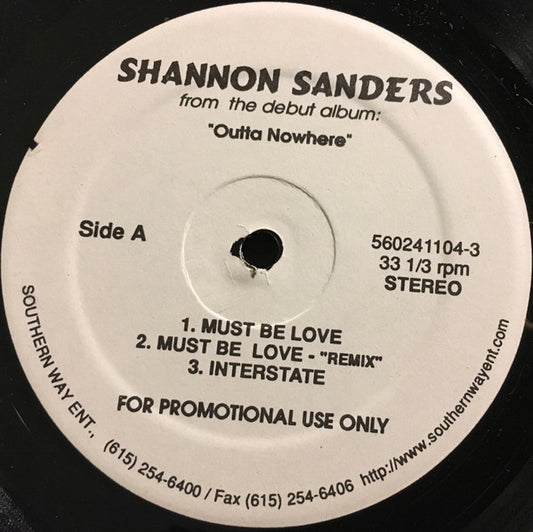 SHANNON SANDERS
from the debut album:
"Outta Nowhere"
Side A
560241104-3
33 1/3 rpm
STEREO
1. MUST BE LOVE
2. MUST BE LOVE - "REMIX"
3. INTERSTATE
FOR PROMOTIONAL USE ONLY
SOUTHERN WAY ENT., (615) 254-6400 / Fax (615) 254-6406 http://www.southernwayent.com